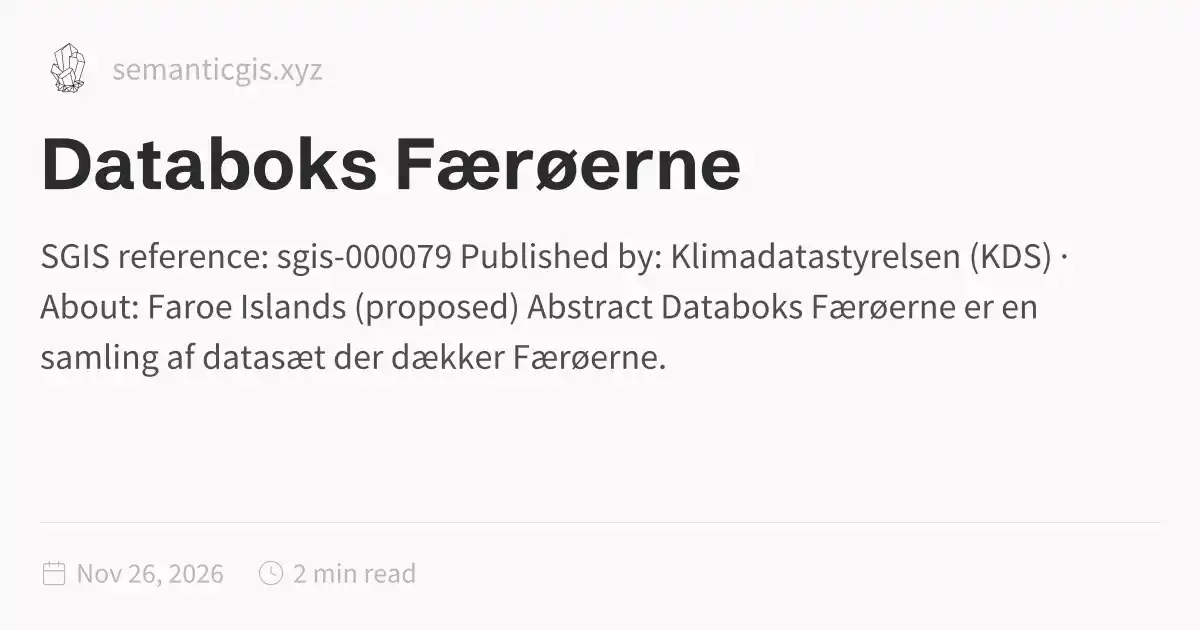 semanticgis.xyz
Databoks Færøerne
SGIS reference: sgis-000079 Published by: Klimadatastyrelsen (KDS) ·
About: Faroe Islands (proposed) Abstract Databoks Færøerne er en
samling af datasæt der dækker Færøerne.
Nov 26, 2026 2 min read